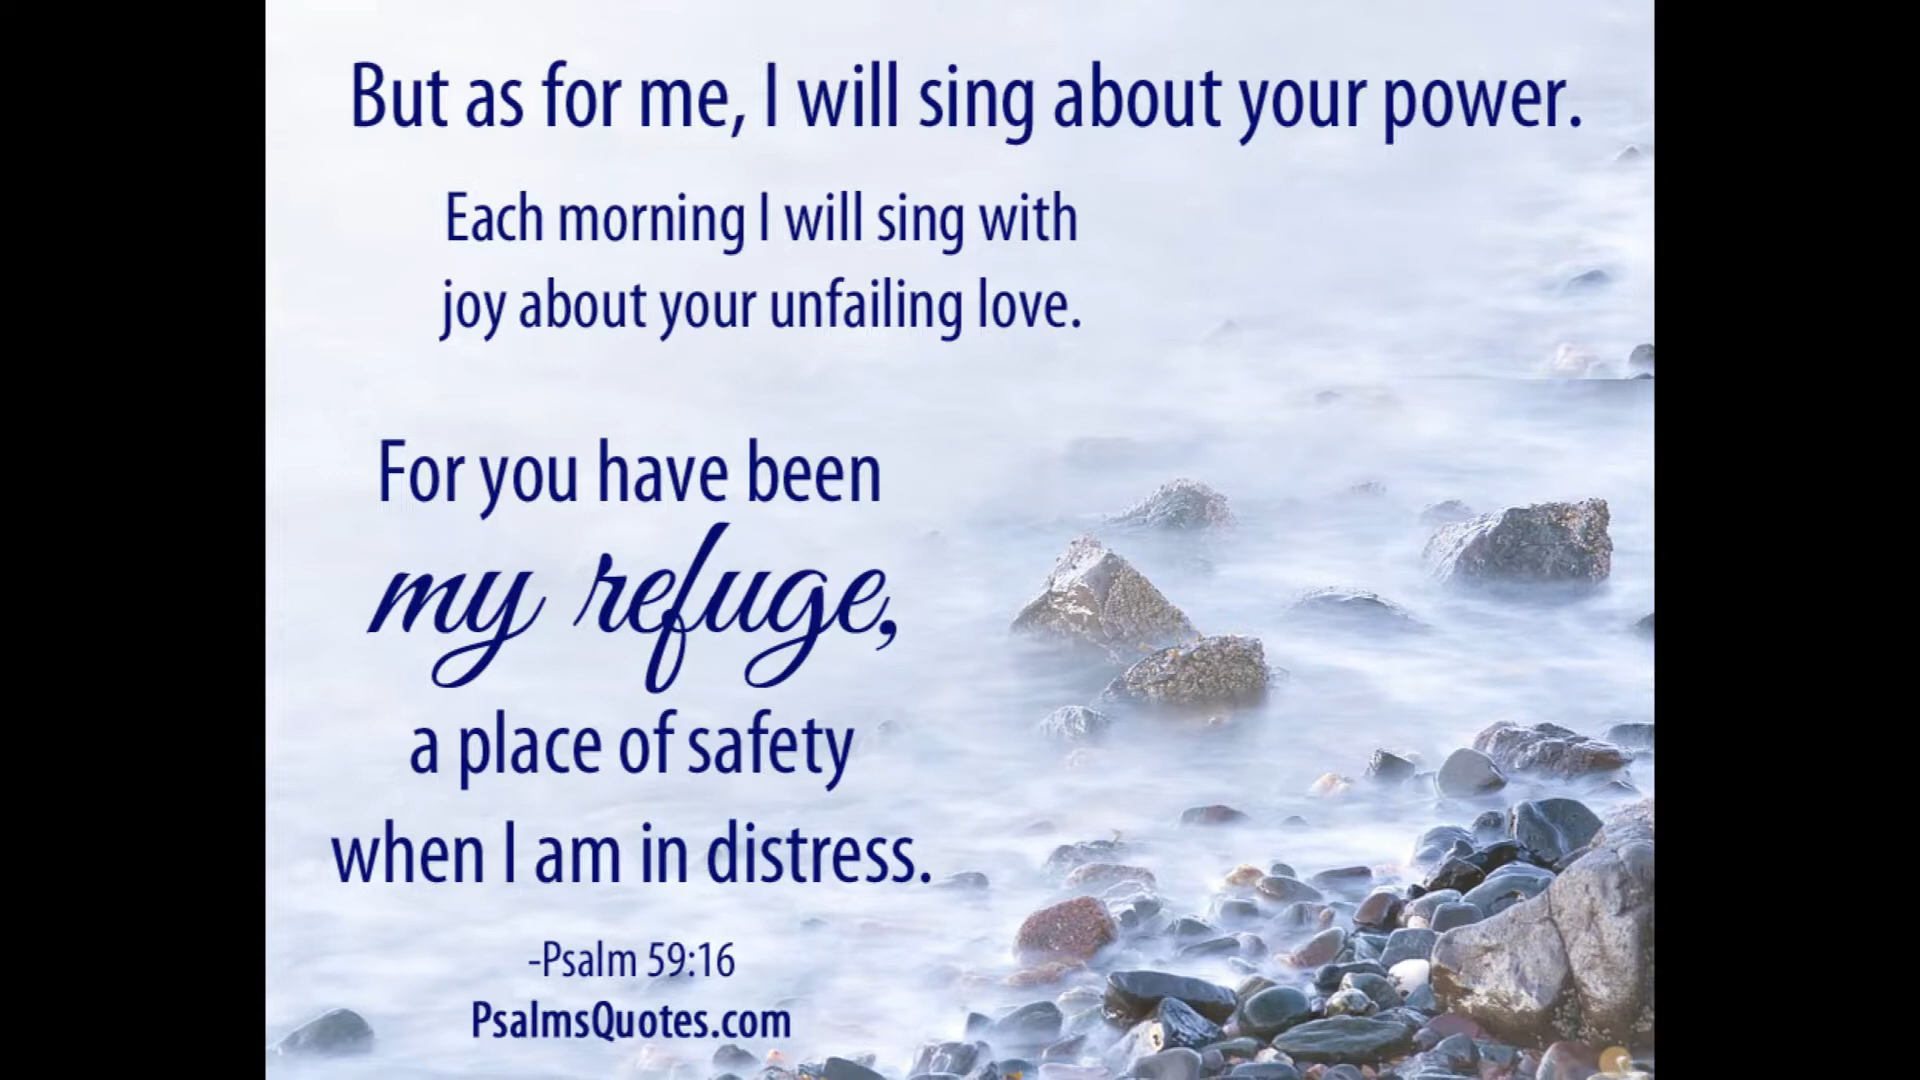 But as for me, I will sing about your power.
Each morning I will sing with
joy about your unfailing love.
For you have been
my refuge,
a place of safety
when I am in distress.
-Psalm 59:16
PsalmsQuotes.com